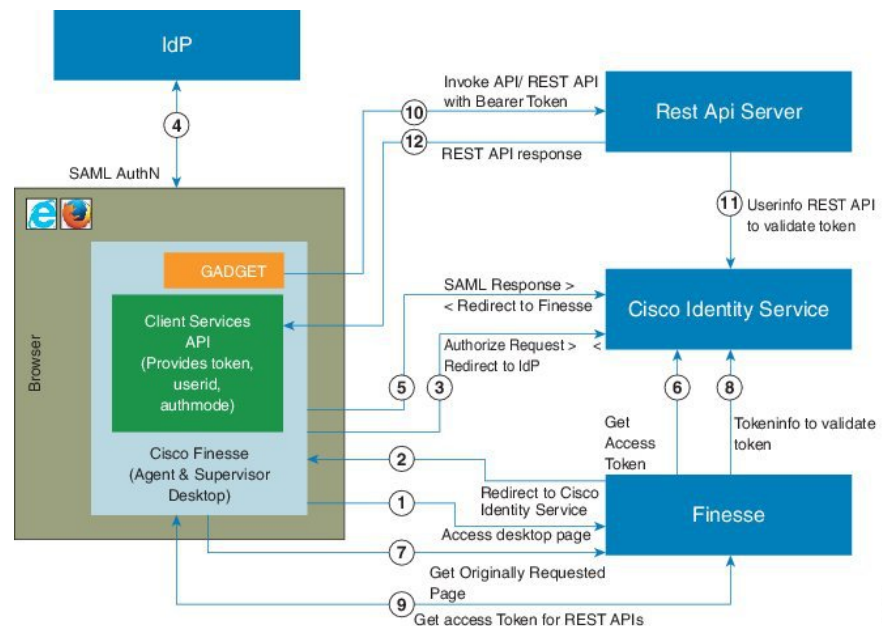 IdP
4
SAML AuthN
Invoke API/ REST API
with Bearer Token
10
12
REST API response
Rest Api Server
11
Userinfo REST API
to validate token
GADGET
Client Services
API
(Provides token,
userid,
authmode)
Browser
Cisco Finesse
(Agent & Supervisor
Desktop)
SAML Response >
< Redirect to Finesse
Authorize Request > <
Redirect to IdP
5
3
Cisco Identity Service
6
8
Get
Access
Token
Tokeninfo to validate
token
2
Redirect to Cisco
Identity Service
1
Access desktop page
Finesse
7
Get Originally Requested
Page
9
Get access Token for REST APIs